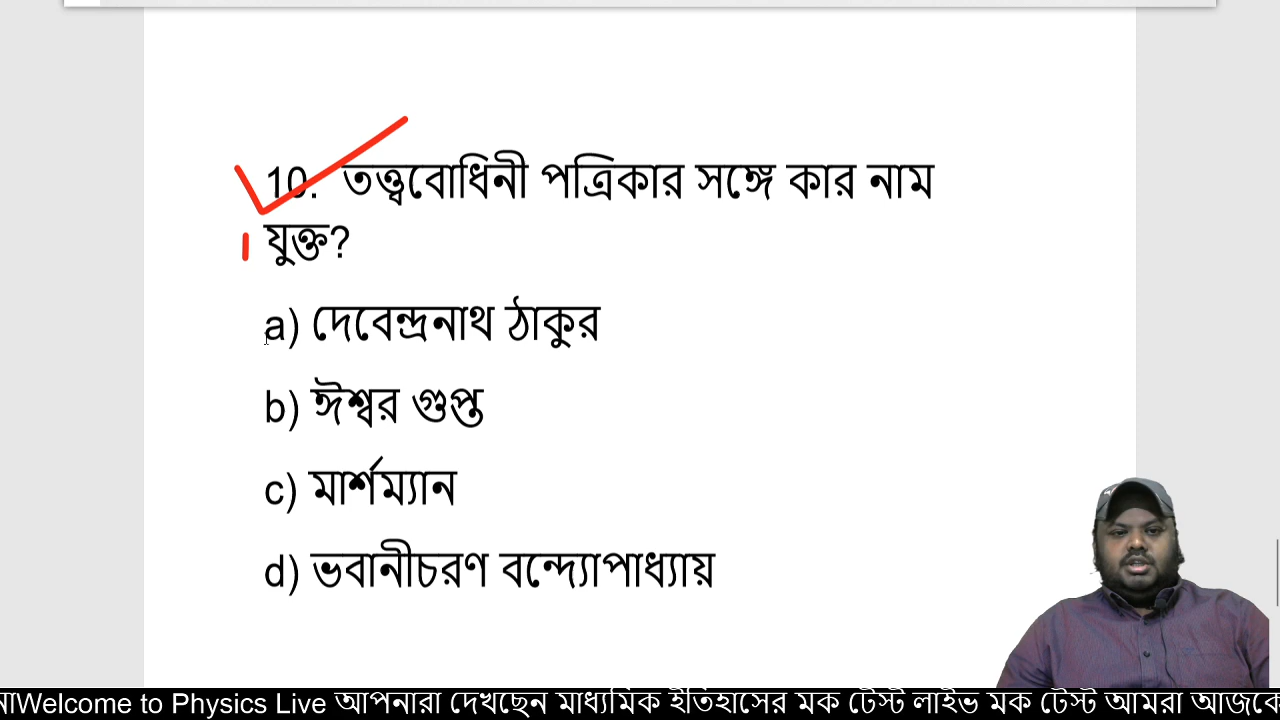 10. তত্ত্ববোধিনী পত্রিকার সঙ্গে কার নাম
যুক্ত?
a) দেবেন্দ্রনাথ ঠাকুর
b) ঈশ্বর গুপ্ত
c) মার্শম্যান
d) ভবানীচরণ বন্দ্যোপাধ্যায়
Welcome to Physics Live আপনারা দেখছেন মাধ্যমিক ইতিহাসের মক টেস্ট লাইভ মক টেস্ট আমরা আজকে